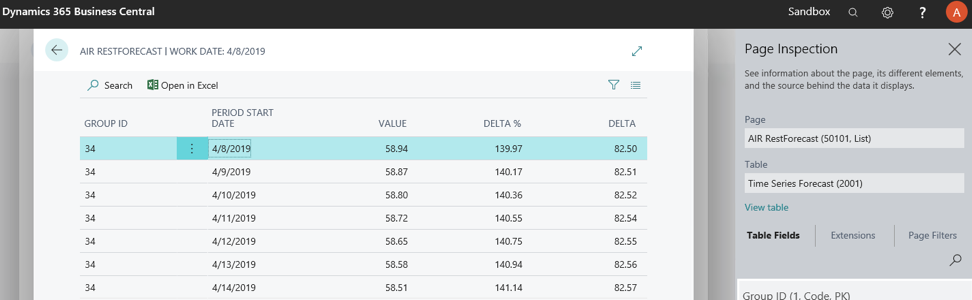 Dynamics 365 Business Central
Sandbox ? A
AIR RESTFORECAST | WORK DATE: 4/8/2019
Search Open in Excel
GROUP ID PERIOD START DATE VALUE DELTA % DELTA
34 4/8/2019 58.94 139.97 82.50
34 4/9/2019 58.87 140.17 82.51
34 4/10/2019 58.80 140.36 82.52
34 4/11/2019 58.72 140.55 82.54
34 4/12/2019 58.65 140.75 82.55
34 4/13/2019 58.58 140.94 82.56
34 4/14/2019 58.51 141.14 82.57
Page Inspection
See information about the page, its different elements,
and the source behind the data it displays.
Page
AIR RestForecast (50101, List)
Table
Time Series Forecast (2001)
View table
Table Fields Extensions Page Filters
Group ID (1, Code, PK)